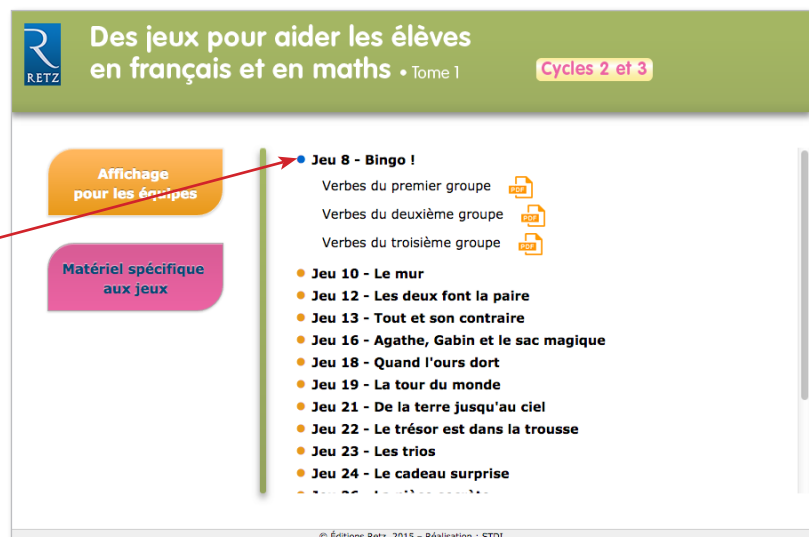 RETZ
Des jeux pour aider les élèves
en français et en maths • Tome 1
Cycles 2 et 3
Affichage
pour les équipes
Matériel spécifique
aux jeux
Jeu 8 - Bingo !
Verbes du premier groupe PDF
Verbes du deuxième groupe PDF
Verbes du troisième groupe PDF
Jeu 10 - Le mur
Jeu 12 - Les deux font la paire
Jeu 13 - Tout et son contraire
Jeu 16 - Agathe, Gabin et le sac magique
Jeu 18 - Quand l'ours dort
Jeu 19 - La tour du monde
Jeu 21 - De la terre jusqu'au ciel
Jeu 22 - Le trésor est dans la trousse
Jeu 23 - Les trios
Jeu 24 - Le cadeau surprise
© Éditions Retz, 2015 – Réalisation : STDI